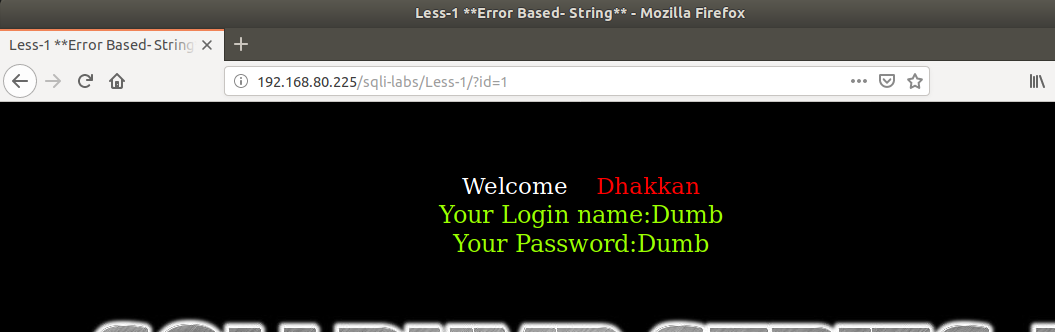 Less-1 **Error Based- String** - Mozilla Firefox
Less-1 **Error Based- String
192.168.80.225/sqli-labs/Less-1/?id=1
Welcome Dhakkan
Your Login name:Dumb
Your Password:Dumb